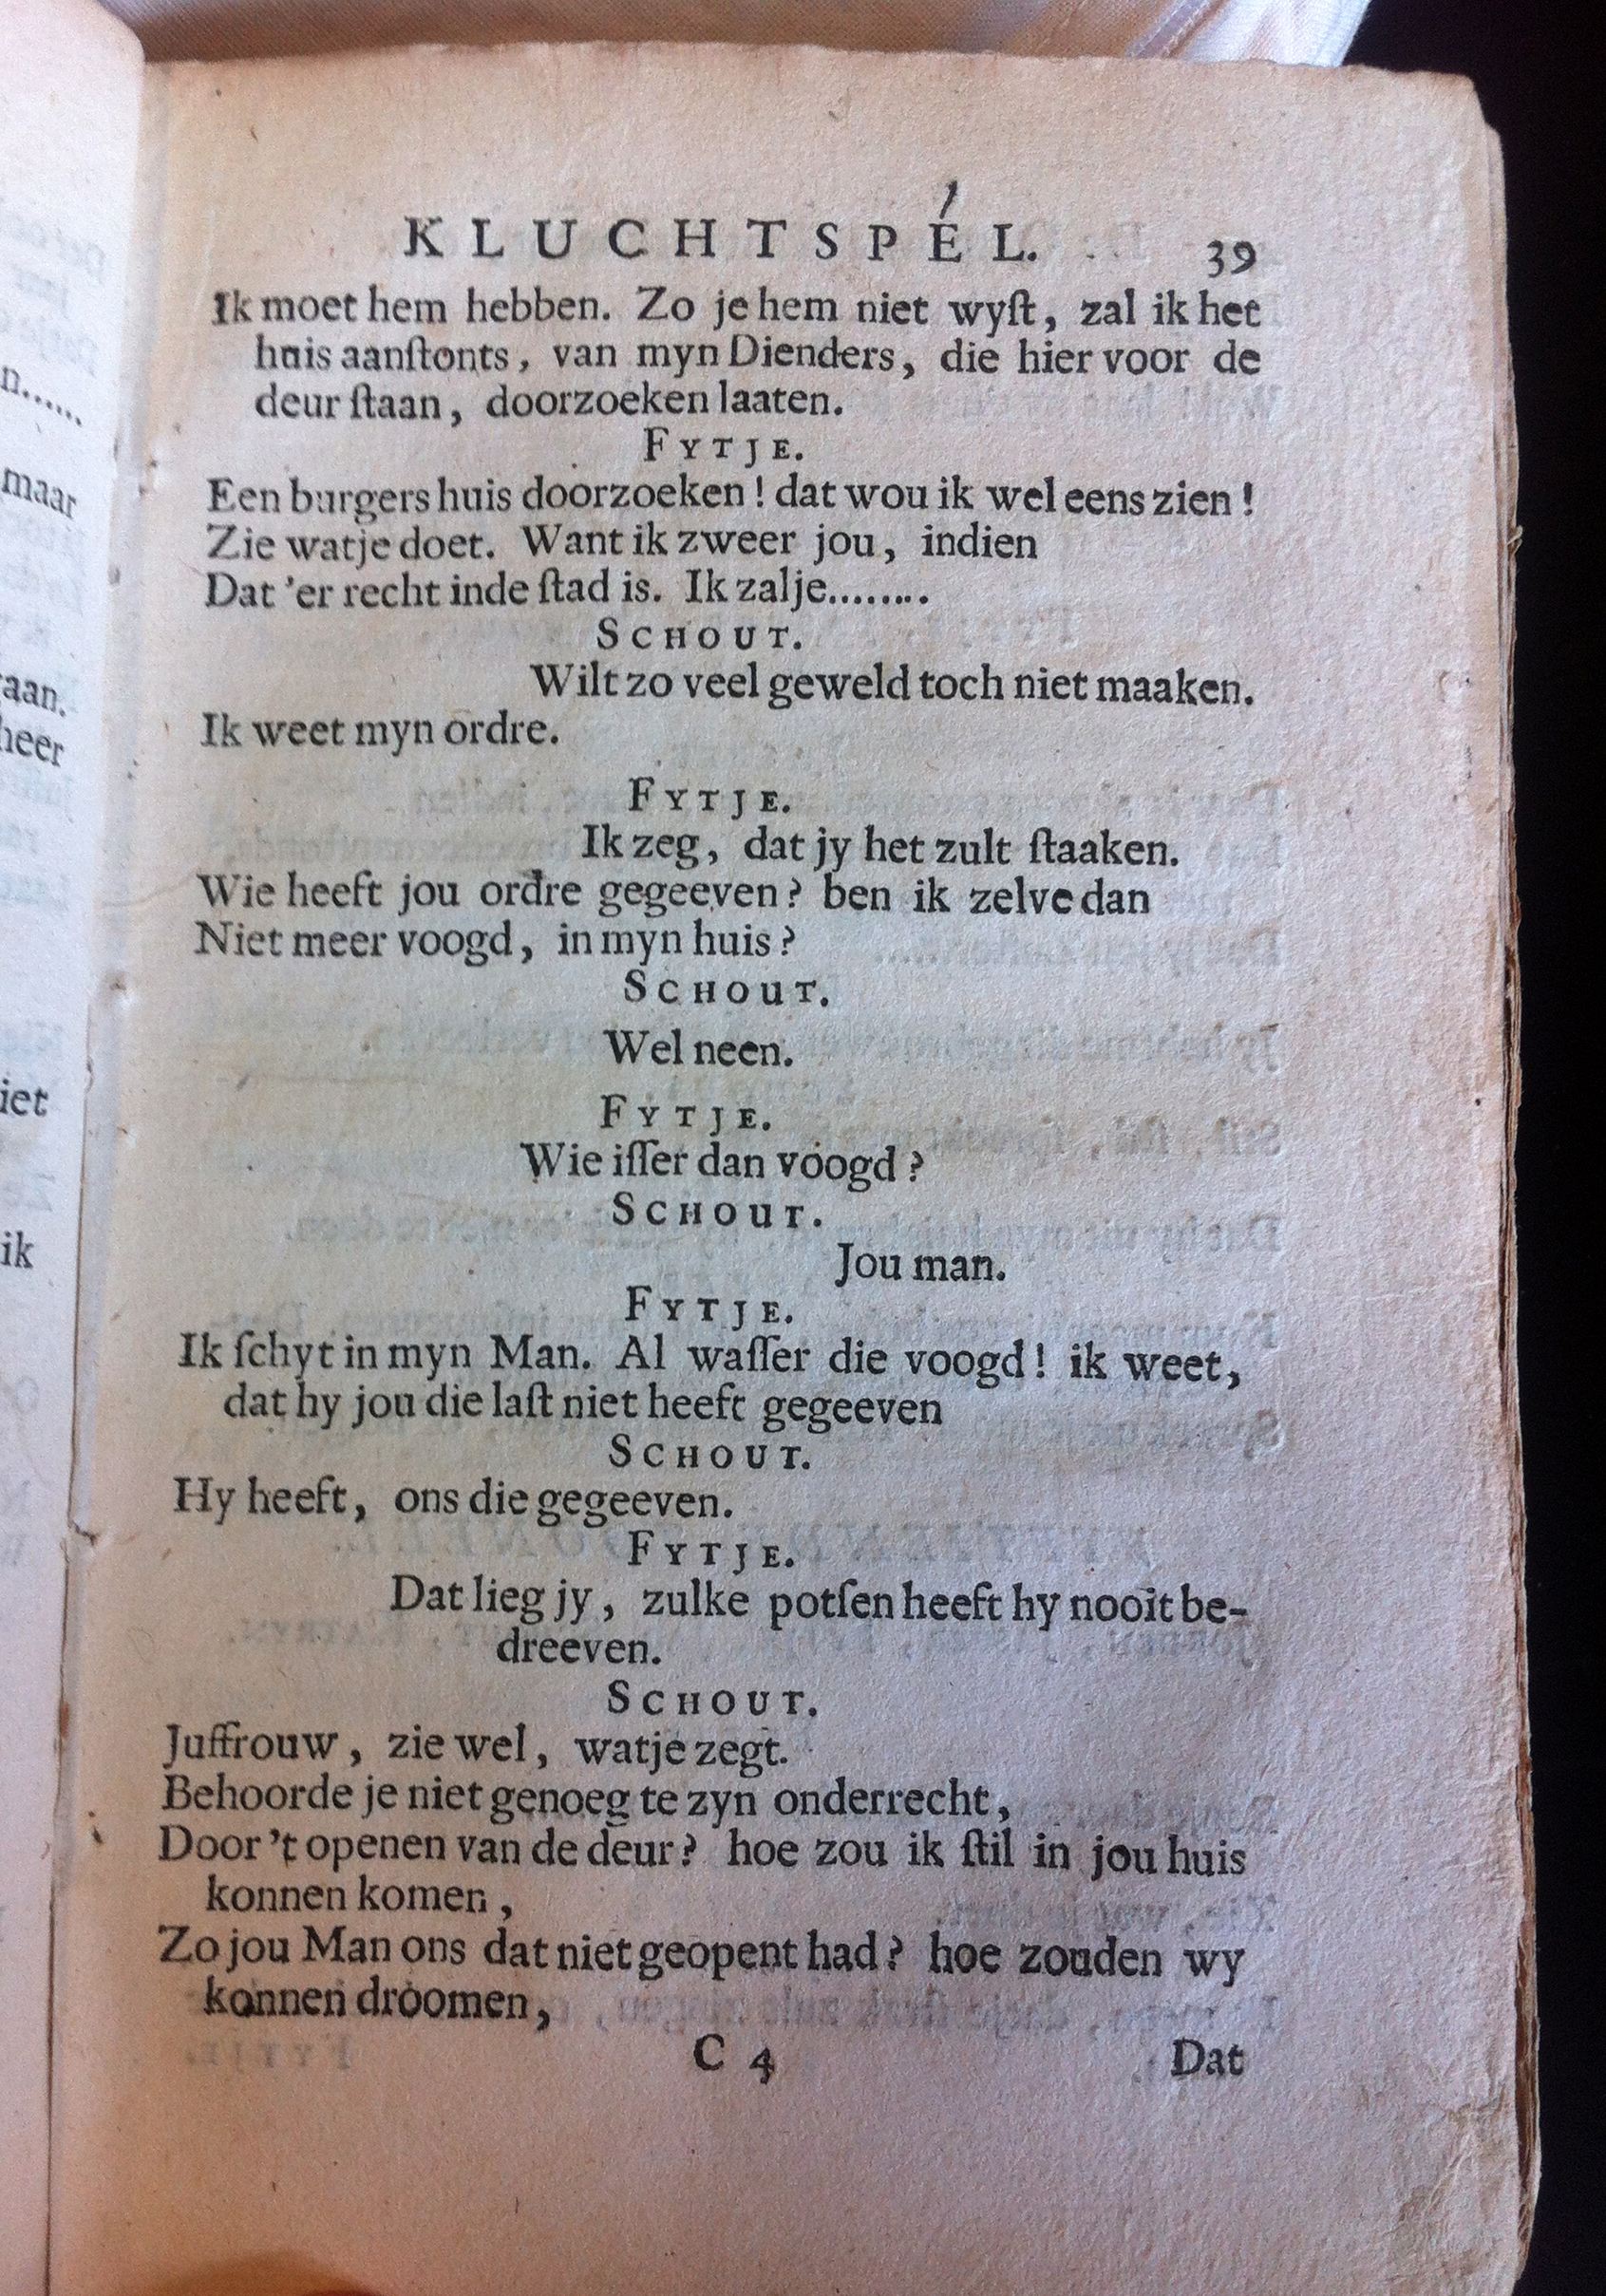 KLUCHTSPÉL. 39
Ik moet hem hebben. Zo je hem niet wyſt, zal ik het
huis aanſtonts, van myn Dienders, die hier voor de
deur ſtaan, doorzoeken laaten.
FYTJE.
Een burgers huis doorzoeken! dat wou ik wel eens zien!
Zie watje doet. Want ik zweer jou, indien
Dat 'er recht inde ſtad is. Ik zalje........
SCHOUT.
Wilt zo veel geweld toch niet maaken.
Ik weet myn ordre.
FYTJE.
Ik zeg, dat jy het zult ſtaaken.
Wie heeft jou ordre gegeeven? ben ik zelve dan
Niet meer voogd, in myn huis?
SCHOUT.
Wel neen.
FYTJE.
Wie iſſer dan voogd?
SCHOUT.
Jou man.
FYTJE.
Ik ſchyt in myn Man. Al waſſer die voogd! ik weet,
dat hy jou die laſt niet heeft gegeeven
SCHOUT.
Hy heeft, ons die gegeeven.
FYTJE.
Dat lieg jy, zulke potſen heeft hy nooit be-
dreeven.
SCHOUT.
Juffrouw, zie wel, watje zegt.
Behoorde je niet genoeg te zyn onderrecht,
Door 't openen van de deur? hoe zou ik ſtil in jou huis
konnen komen,
Zo jou Man ons dat niet geopent had? hoe zouden wy
konnen droomen,
C 4 Dat
n......
maar
aan.
heer
iet
ik